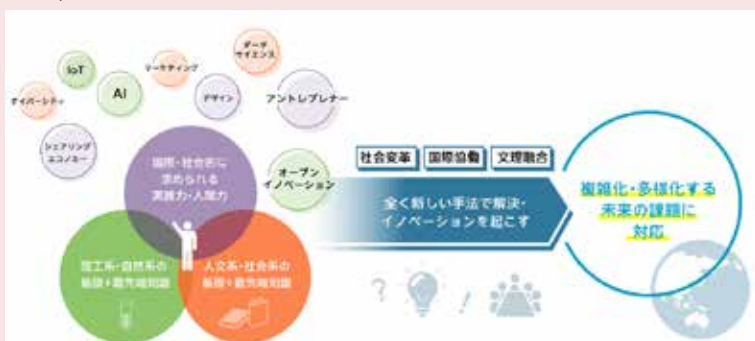 IoT
AI
マーケティング
データ
サイエンス
ダイバーシティ
デザイン
アントレプレナー
シェアリング
エコノミー
オープン
イノベーション
国際・社会的に
求められる
実践力・人間力
理工系・自然系の
基礎+最先端知識
人文系・社会系の
基礎+最先端知識
社会変革
国際協働
文理融合
全く新しい手法で解決・
イノベーションを起こす
?
!
複雑化・多様化する
未来の課題に
対応